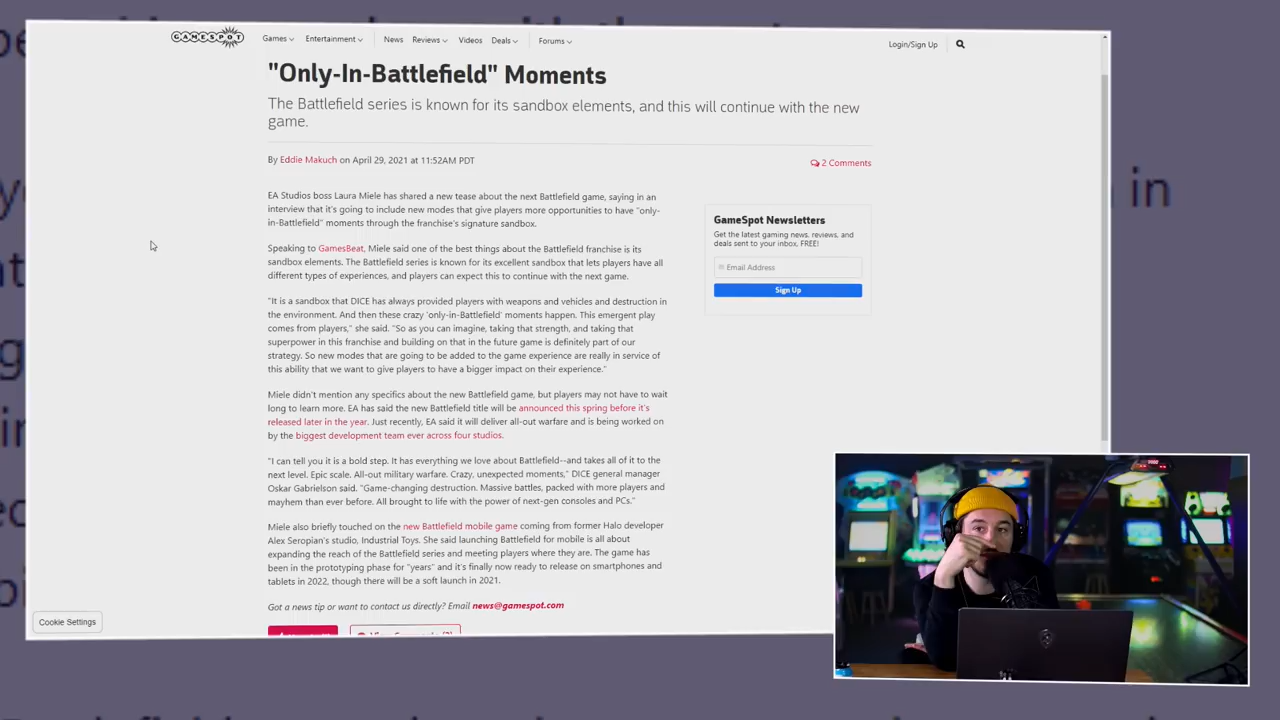 GAMESPOT
Games Entertainment News Reviews Videos Deals Forums Login/Sign Up
"Only-In-Battlefield" Moments
The Battlefield series is known for its sandbox elements, and this will continue with the new
game.
By Eddie Makuch on April 29, 2021 at 11:52AM PDT
2 Comments
EA Studios boss Laura Miele has shared a new tease about the next Battlefield game, saying in an
interview that it's going to include new modes that give players more opportunities to have "only-
in-Battlefield" moments through the franchise's signature sandbox.
Speaking to GamesBeat, Miele said one of the best things about the Battlefield franchise is its
sandbox elements. The Battlefield series is known for its excellent sandbox that lets players have all
different types of experiences, and players can expect this to continue with the next game.
"It is a sandbox that DICE has always provided players with weapons and vehicles and destruction in
the environment. And then these crazy 'only-in-Battlefield' moments happen. This emergent play
comes from players," she said. "So as you can imagine, taking that strength, and taking that
superpower in this franchise and building on that in the future game is definitely part of our
strategy. So new modes that are going to be added to the game experience are really in service of
this ability that we want to give players to have a bigger impact on their experience."
Miele didn't mention any specifics about the new Battlefield game, but players may not have to wait
long to learn more. EA has said the new Battlefield title will be announced this spring before it's
released later in the year. Just recently, EA said it will deliver all-out warfare and is being worked on
by the biggest development team ever across four studios.
"I can tell you it is a bold step. It has everything we love about Battlefield--and takes all of it to the
next level. Epic scale. All-out military warfare. Crazy, unexpected moments," DICE general manager
Oskar Gabrielson said. "Game-changing destruction. Massive battles, packed with more players and
mayhem than ever before. All brought to life with the power of next-gen consoles and PCs."
Miele also briefly touched on the new Battlefield mobile game coming from former Halo developer
Alex Seropian's studio, Industrial Toys. She said launching Battlefield for mobile is all about
expanding the reach of the Battlefield series and meeting players where they are. The game has
been in the prototyping phase for "years" and it's finally now ready to release on smartphones and
tablets in 2022, though there will be a soft launch in 2021.
Got a news tip or want to contact us directly? Email news@gamespot.com
GameSpot Newsletters
Get the latest gaming news, reviews, and
deals sent to your inbox, FREE!
Email Address
Sign Up
Cookie Settings
in